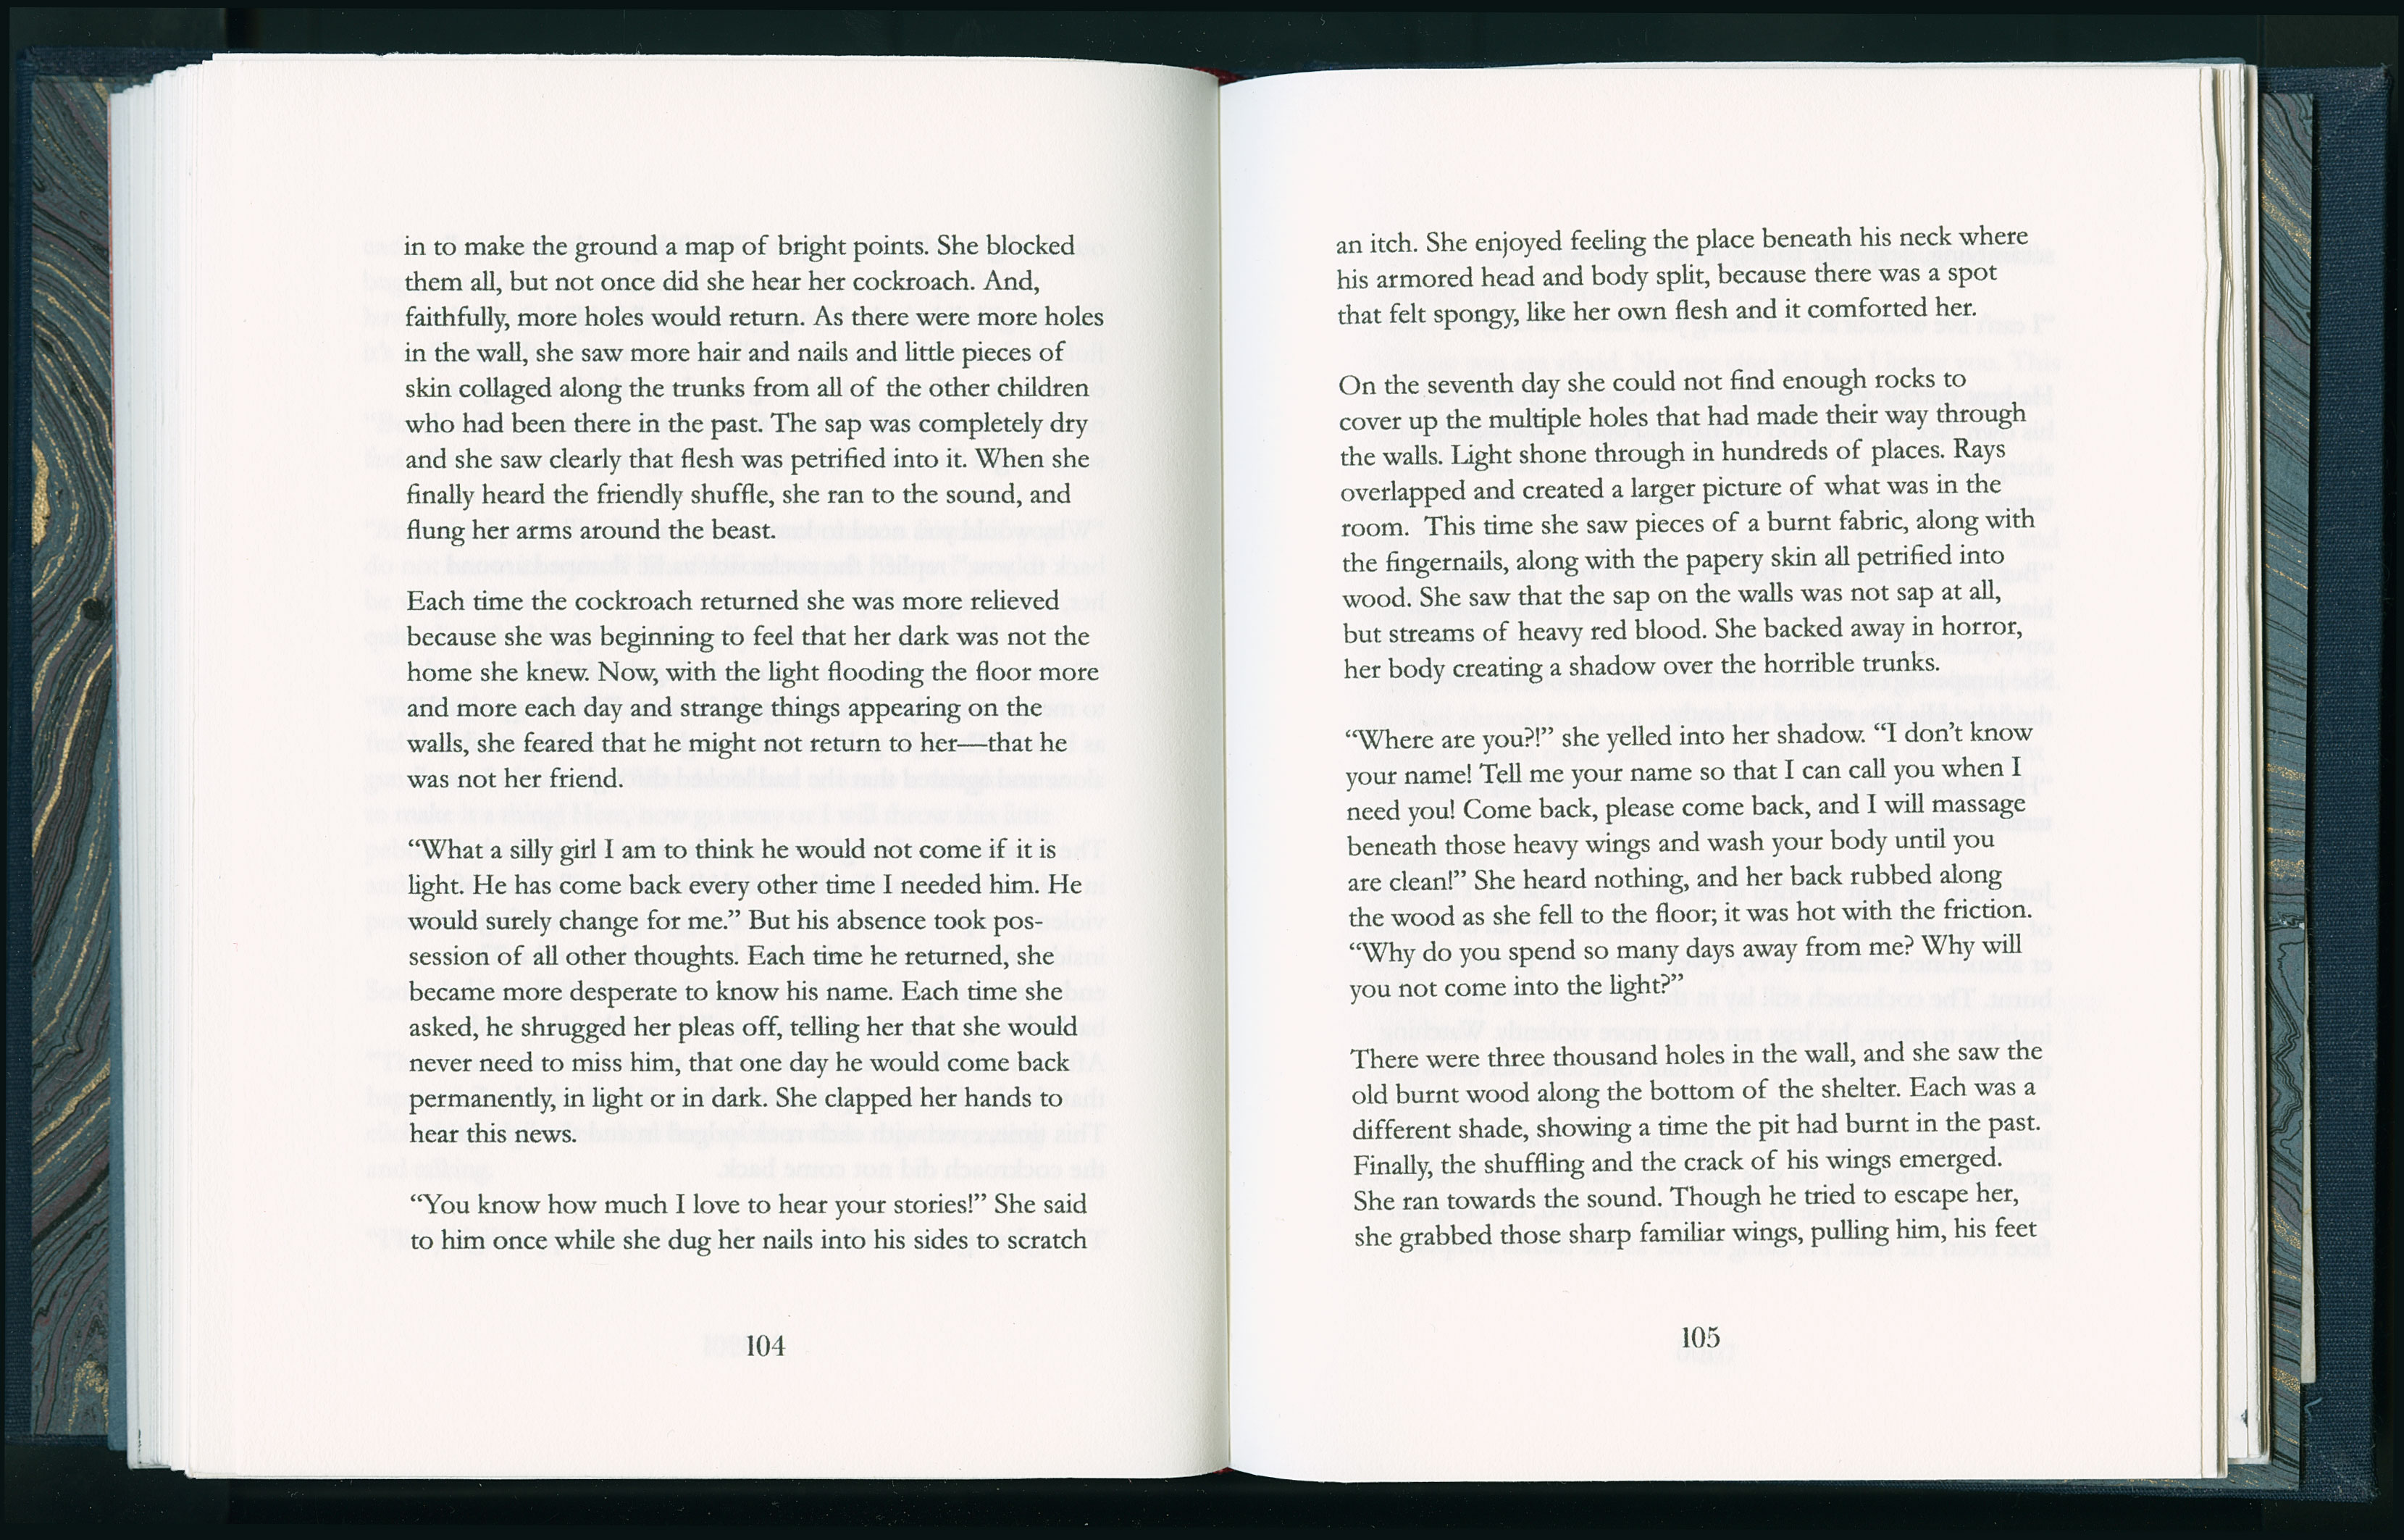 in to make the ground a map of bright points. She blocked
them all, but not once did she hear her cockroach. And,
faithfully, more holes would return. As there were more holes
in the wall, she saw more hair and nails and little pieces of
skin collaged along the trunks from all of the other children
who had been there in the past. The sap was completely dry
and she saw clearly that flesh was petrified into it. When she
finally heard the friendly shuffle, she ran to the sound, and
flung her arms around the beast.
Each time the cockroach returned she was more relieved
because she was beginning to feel that her dark was not the
home she knew. Now, with the light flooding the floor more
and more each day and strange things appearing on the
walls, she feared that he might not return to her—that he
was not her friend.
“What a silly girl I am to think he would not come if it is
light. He has come back every other time I needed him. He
would surely change for me.” But his absence took pos-
session of all other thoughts. Each time he returned, she
became more desperate to know his name. Each time she
asked, he shrugged her pleas off, telling her that she would
never need to miss him, that one day he would come back
permanently, in light or in dark. She clapped her hands to
hear this news.
“You know how much I love to hear your stories!” She said
to him once while she dug her nails into his sides to scratch
104
an itch. She enjoyed feeling the place beneath his neck where
his armored head and body split, because there was a spot
that felt spongy, like her own flesh and it comforted her.
On the seventh day she could not find enough rocks to
cover up the multiple holes that had made their way through
the walls. Light shone through in hundreds of places. Rays
overlapped and created a larger picture of what was in the
room.  This time she saw pieces of a burnt fabric, along with
the fingernails, along with the papery skin all petrified into
wood. She saw that the sap on the walls was not sap at all,
but streams of heavy red blood. She backed away in horror,
her body creating a shadow over the horrible trunks.
“Where are you?!” she yelled into her shadow. “I don’t know
your name! Tell me your name so that I can call you when I
need you! Come back, please come back, and I will massage
beneath those heavy wings and wash your body until you
are clean!” She heard nothing, and her back rubbed along
the wood as she fell to the floor; it was hot with the friction.
“Why do you spend so many days away from me? Why will
you not come into the light?”
There were three thousand holes in the wall, and she saw the
old burnt wood along the bottom of the shelter. Each was a
different shade, showing a time the pit had burnt in the past.
Finally, the shuffling and the crack of his wings emerged.
She ran towards the sound. Though he tried to escape her,
she grabbed those sharp familiar wings, pulling him, his feet
105